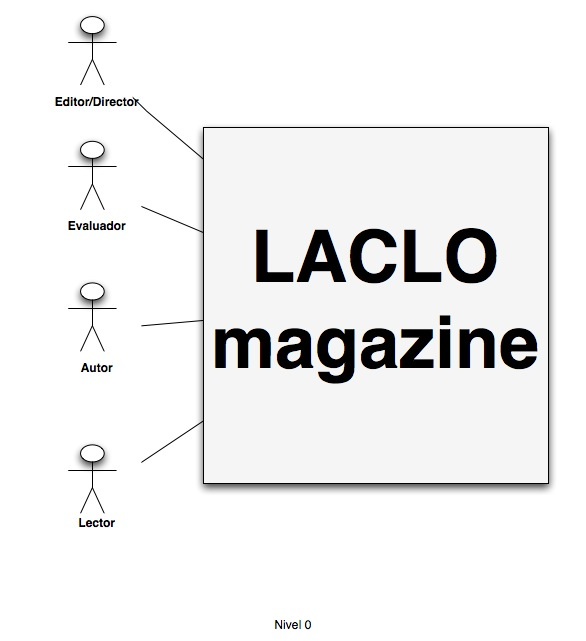 Editor/Director
Evaluador
LACLO
magazine
Autor
Lector
Nivel 0